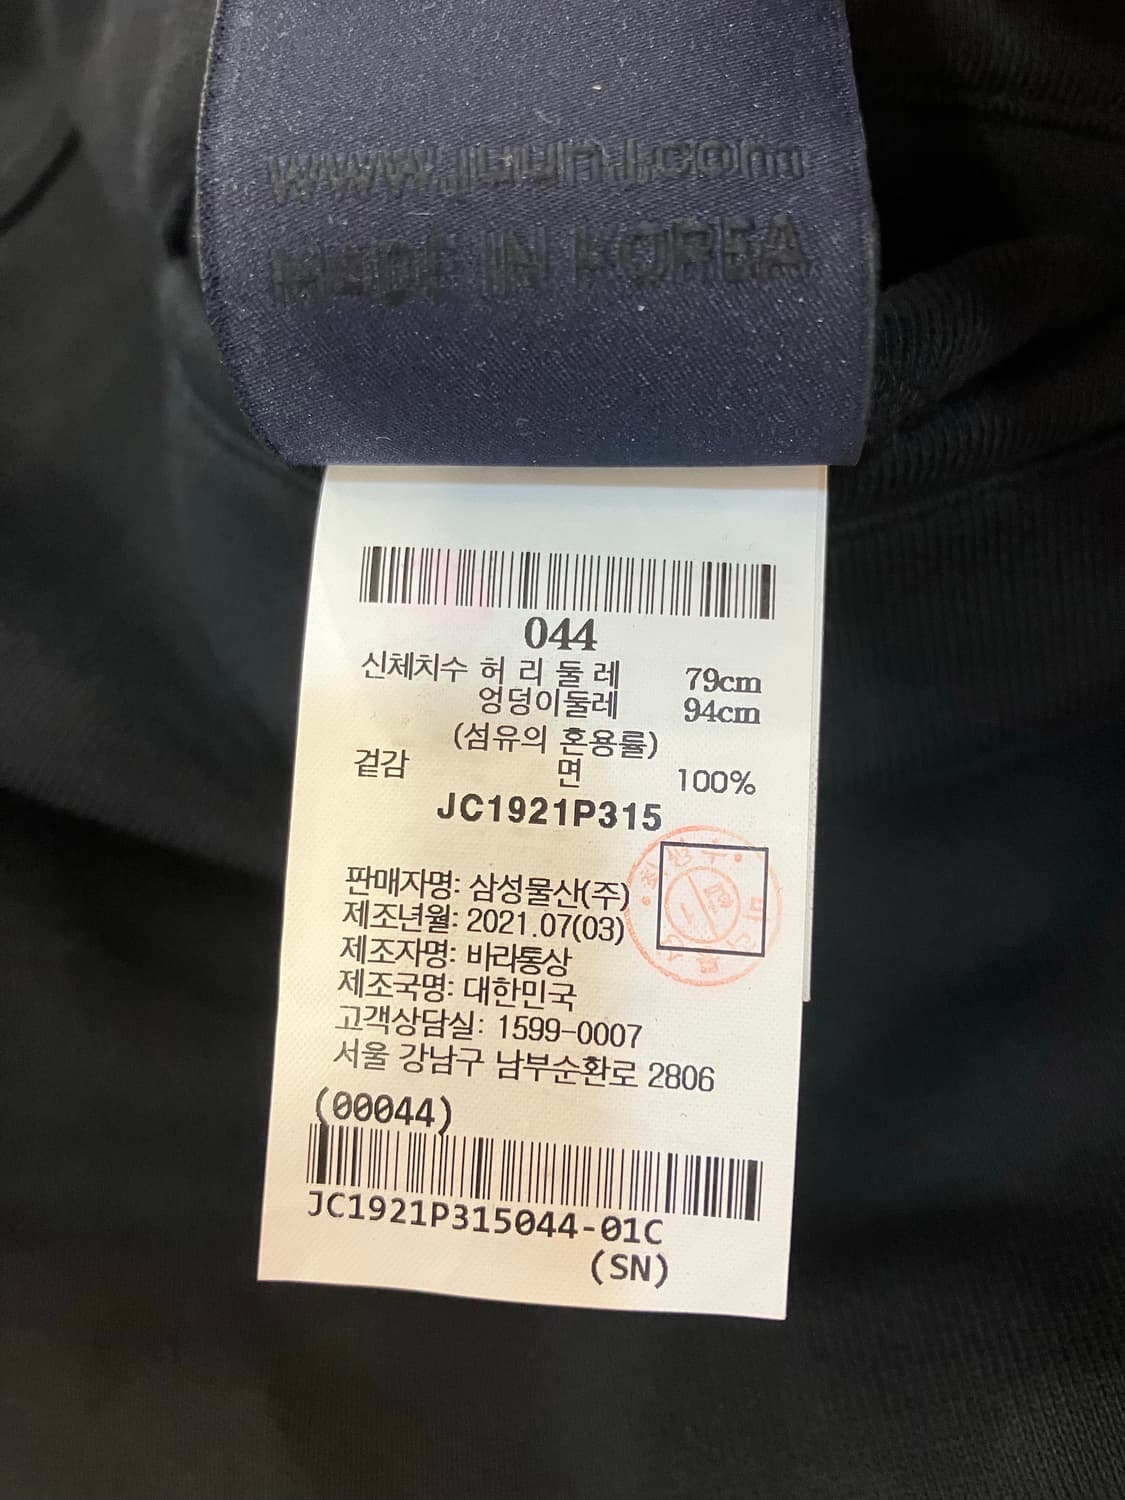 www.juunj.com
MADE IN KOREA
044
신체치수 허 리 둘 레 79cm
엉덩이둘레 94cm
(섬유의 혼용률)
겉감 면 100%
JC1921P315
판매자명: 삼성물산(주)
제조년월: 2021.07(03)
제조자명: 바라통상
제조국명: 대한민국
고객상담실: 1599-0007
서울 강남구 남부순환로 2806
(00044)
JC1921P315044-01C
(SN)